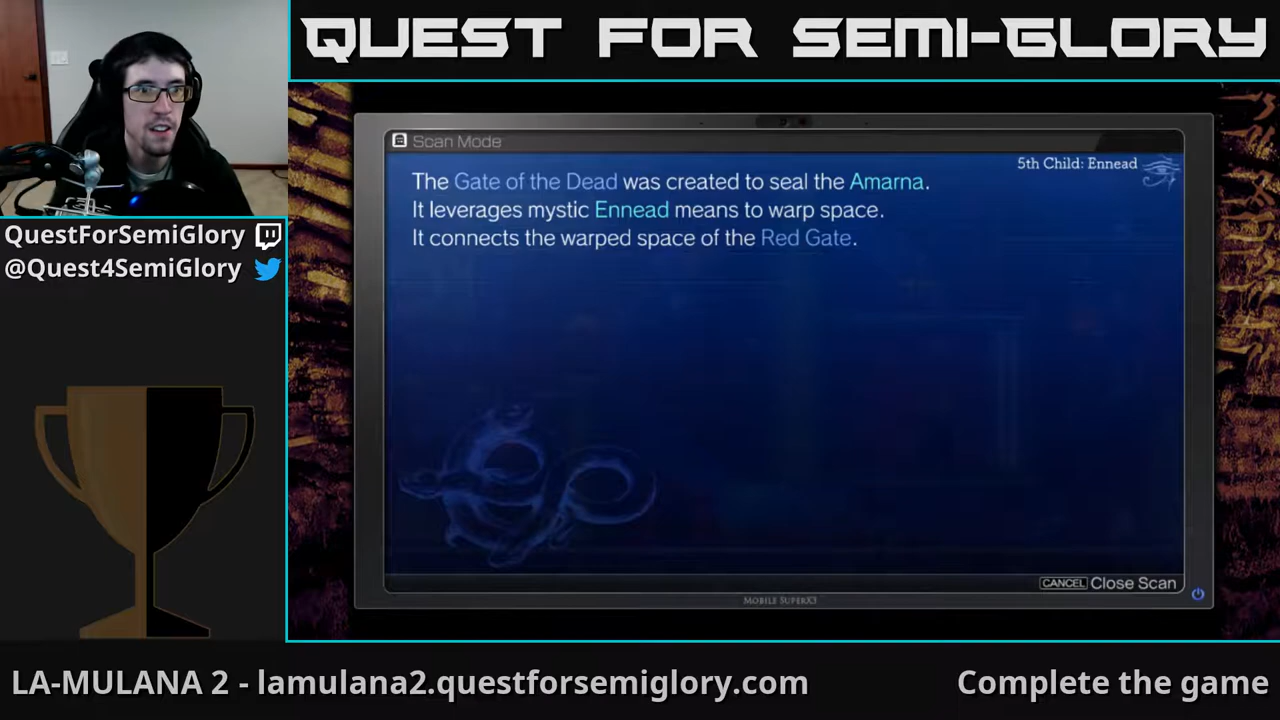 QUEST FOR SEMI-GLORY
Scan Mode
5th Child: Ennead
The Gate of the Dead was created to seal the Amarna.
It leverages mystic Ennead means to warp space.
It connects the warped space of the Red Gate.
QuestForSemiGlory
@Quest4SemiGlory
CANCEL Close Scan
MOBILE SUPERX3
LA-MULANA 2 - lamulana2.questforsemiglory.com
Complete the game